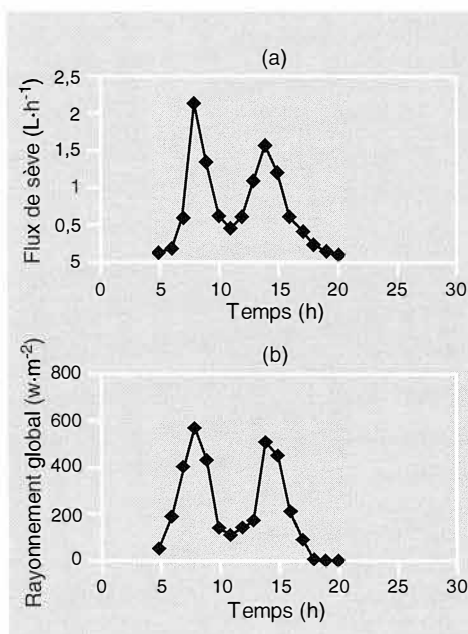 (a)
Flux de sève (L·h⁻¹)
2,5
2
1,5
1
0,5
5
0 5 10 15 20 25 30
Temps (h)
(b)
Rayonnement global (w·m⁻²)
800
600
400
200
0
0 5 10 15 20 25 30
Temps (h)